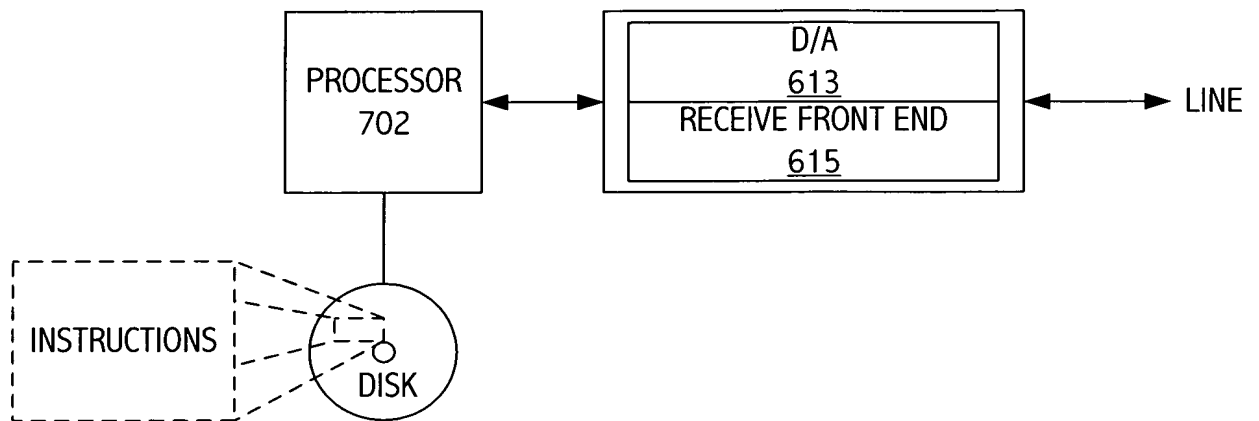 PROCESSOR
702
D/A
613
RECEIVE FRONT END
615
LINE
INSTRUCTIONS
DISK